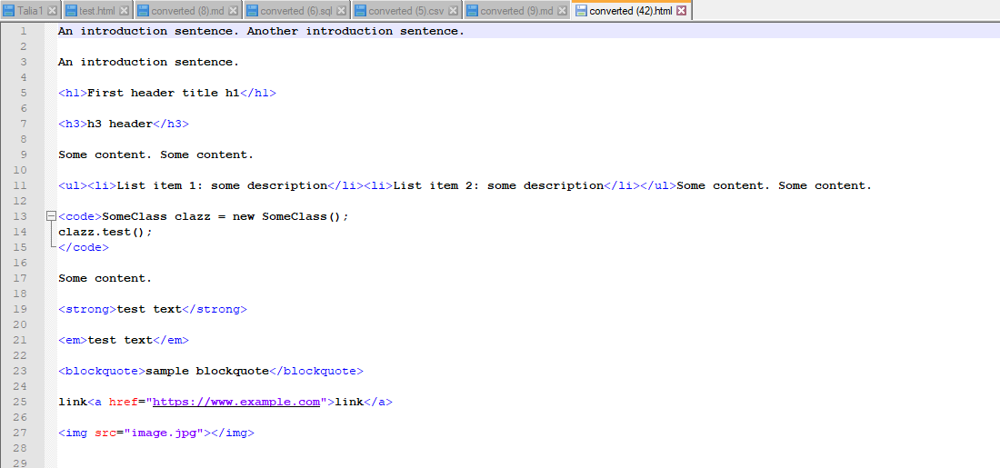 Talia1 test.html converted (8).md converted (6).sql converted (5).csv converted (9).md converted (42).html
1 An introduction sentence. Another introduction sentence.
2
3 An introduction sentence.
4
5 <h1>First header title h1</h1>
6
7 <h3>h3 header</h3>
8
9 Some content. Some content.
10
11 <ul><li>List item 1: some description</li><li>List item 2: some description</li></ul>Some content. Some content.
12
13 <code>SomeClass clazz = new SomeClass();
14 clazz.test();
15 </code>
16
17 Some content.
18
19 <strong>test text</strong>
20
21 <em>test text</em>
22
23 <blockquote>sample blockquote</blockquote>
24
25 link<a href="https://www.example.com">link</a>
26
27 <img src="image.jpg"></img>
28
29